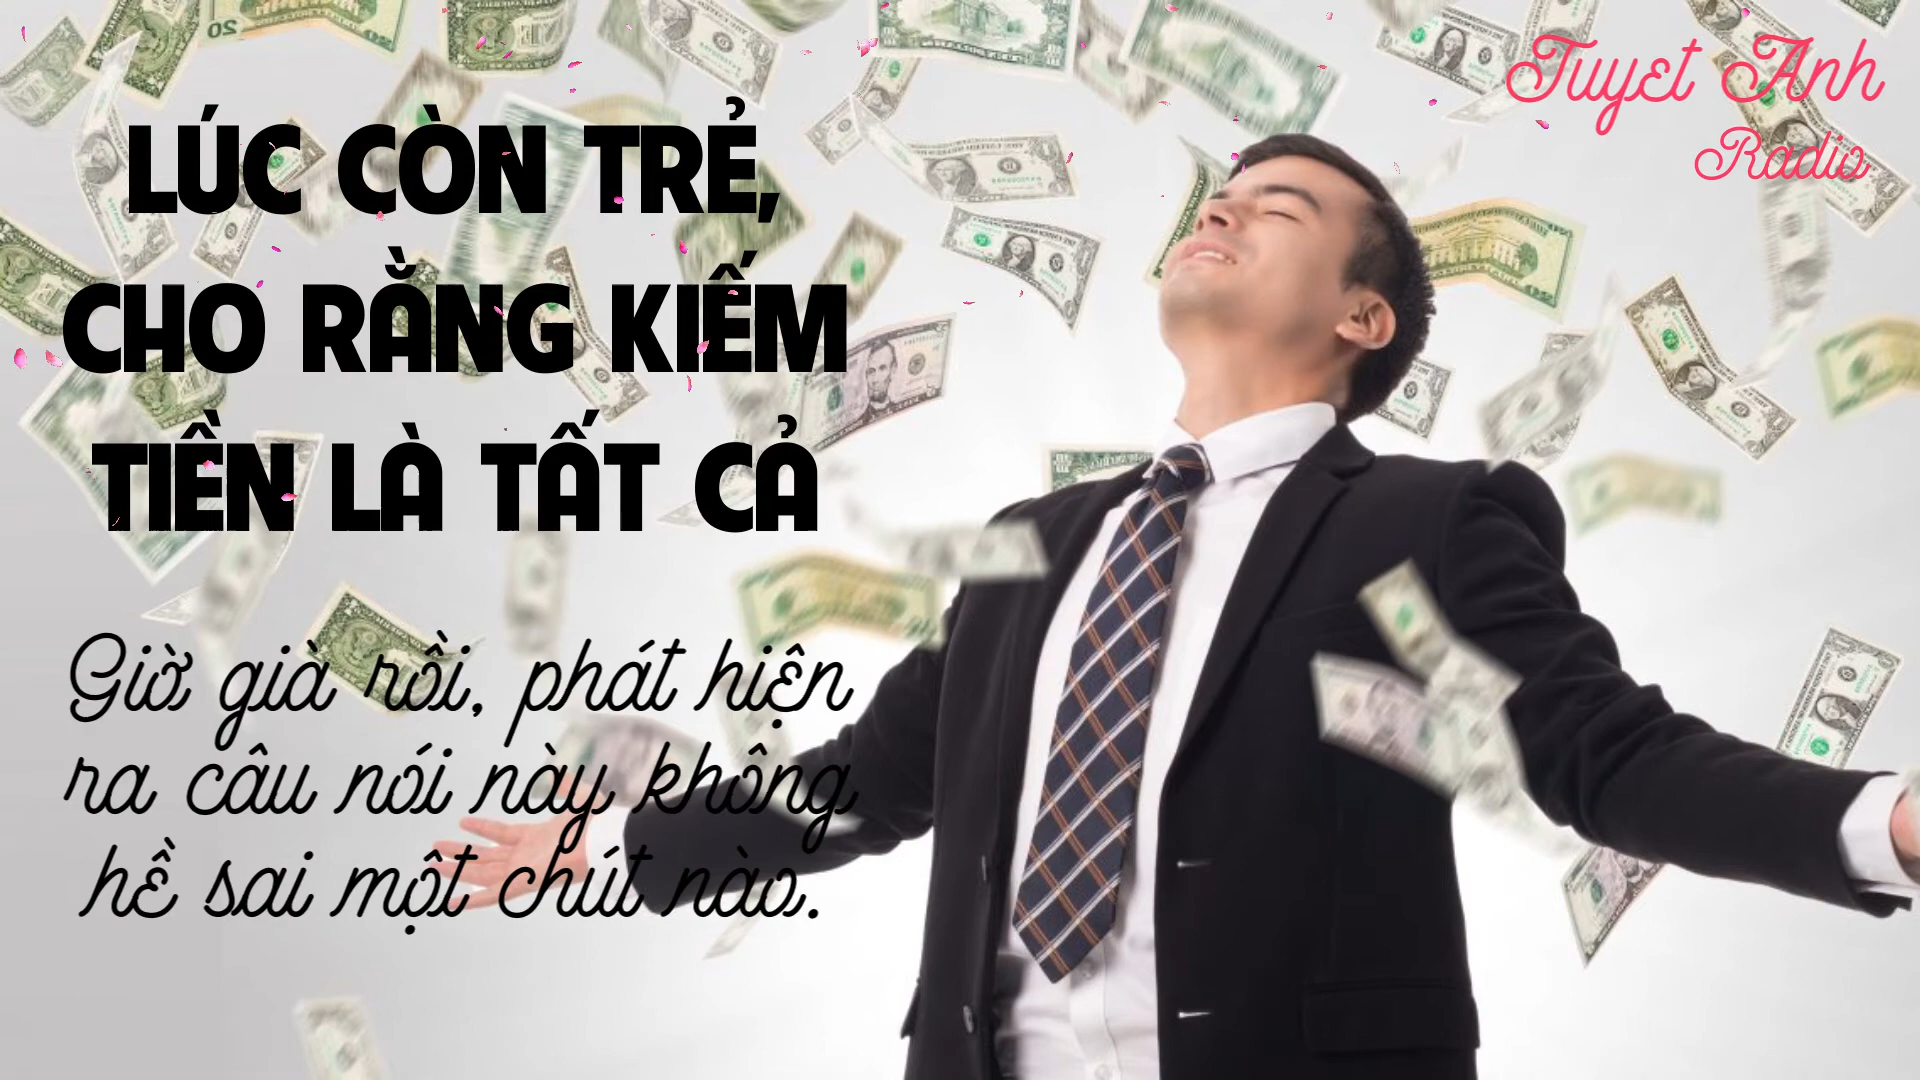 Tuyet Anh
Radio
LÚC CÒN TRẺ,
CHO RẰNG KIẾM
TIỀN LÀ TẤT CẢ
Giờ già rồi, phát hiện
ra câu nói này không
hề sai một chút nào.